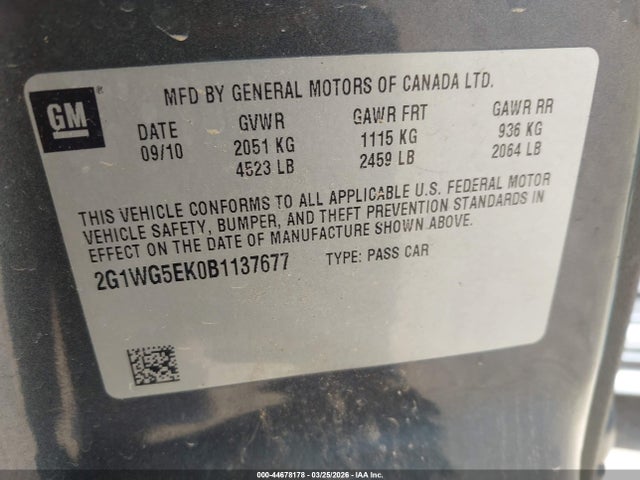 GM ®
MFD BY GENERAL MOTORS OF CANADA LTD.
DATE GVWR GAWR FRT GAWR RR
09/10 2051 KG 1115 KG 936 KG
4523 LB 2459 LB 2064 LB
THIS VEHICLE CONFORMS TO ALL APPLICABLE U.S. FEDERAL MOTOR
VEHICLE SAFETY, BUMPER, AND THEFT PREVENTION STANDARDS IN
EFFECT ON THE DATE OF MANUFACTURE SHOWN ABOVE.
2G1WG5EK0B1137677 TYPE: PASS CAR
000-44678178 | 03/25/2026 | IAA Inc.